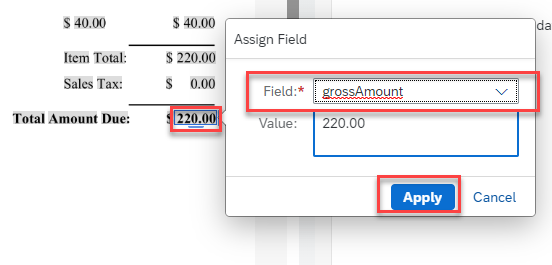 $ 40.00 $ 40.00
Item Total: $ 220.00
Sales Tax: $ 0.00
Total Amount Due: $ 220.00
da
Assign Field
Field:* grossAmount
Value: 220.00
Apply Cancel